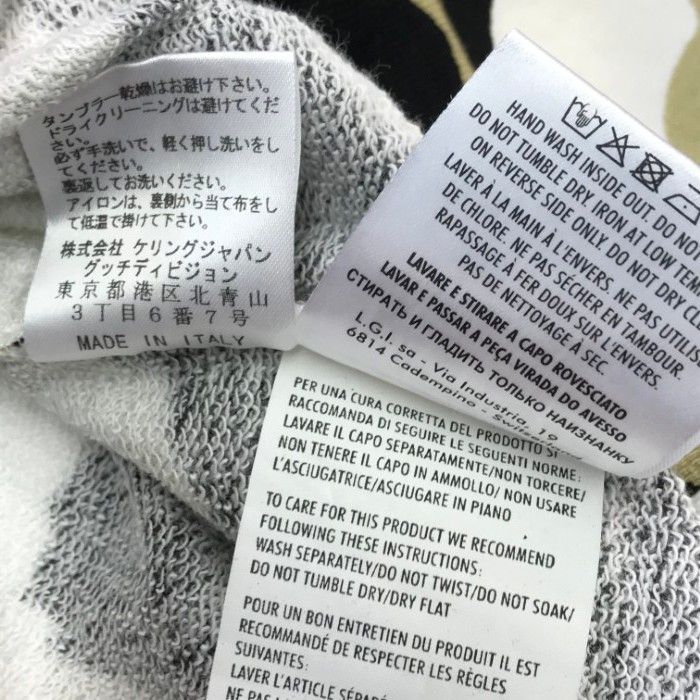 タンブラー乾燥はお避け下さい。
ドライクリーニングは避けてくだ
さい。
必ず手洗いで、軽く押し洗いをし
てください。
裏返してお洗いください。
アイロンは、裏側から当て布をし
て低温で掛けて下さい。
株式会社 ケリングジャパン
グッチディビジョン
東京都港区北青山
3丁目6番7号
MADE IN ITALY
HAND WASH INSIDE OUT. DO NO
DO NOT TUMBLE DRY. IRON AT LOW TEM
ON REVERSE SIDE ONLY. DO NOT DRY C
LAVER À LA MAIN À L'ENVERS. NE PAS UTILIS
DE CHLORE. NE PAS SÉCHER EN TAMBOUR.
RAPASSAGE À FER DOUX SUR L'ENVERS.
PAS DE NETTOYAGE À SEC.
LAVARE E STIRARE A CAPO ROVESCIATO
LAVAR E PASSAR A PEÇA VIRADA DO AVESSO
СТИРАТЬ И ГЛАДИТЬ ТОЛЬКО НАИЗНАНКУ
L.G.I. sa - Via Industria, 19
6814 Cadempino -
PER UNA CURA CORRETTA DEL PRODOTTO SI
RACCOMANDA DI SEGUIRE LE SEGUENTI NORME:
LAVARE IL CAPO SEPARATAMENTE/NON TORCERE/
NON TENERE IL CAPO IN AMMOLLO/ NON USARE
L'ASCIUGATRICE/ASCIUGARE IN PIANO
TO CARE FOR THIS PRODUCT WE RECOMMEND
FOLLOWING THESE INSTRUCTIONS:
WASH SEPARATELY/DO NOT TWIST/DO NOT SOAK/
DO NOT TUMBLE DRY/DRY FLAT
POUR UN BON ENTRETIEN DU PRODUIT IL EST
RECOMMANDÉ DE RESPECTER LES RÈGLES
SUIVANTES:
LAVER L'ARTICLE SÉPARÉME
NE PAS